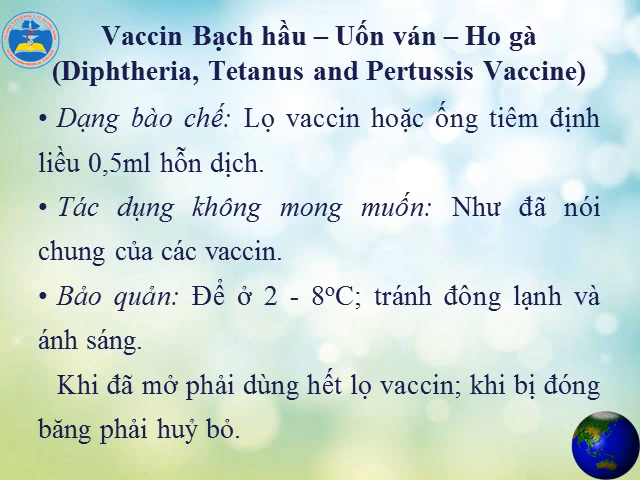 Vaccin Bạch hầu – Uốn ván – Ho gà
(Diphtheria, Tetanus and Pertussis Vaccine)
• Dạng bào chế: Lọ vaccin hoặc ống tiêm định
liều 0,5ml hỗn dịch.
• Tác dụng không mong muốn: Như đã nói
chung của các vaccin.
• Bảo quản: Để ở 2 - 8ºC; tránh đông lạnh và
ánh sáng.
Khi đã mở phải dùng hết lọ vaccin; khi bị đóng
băng phải huỷ bỏ.